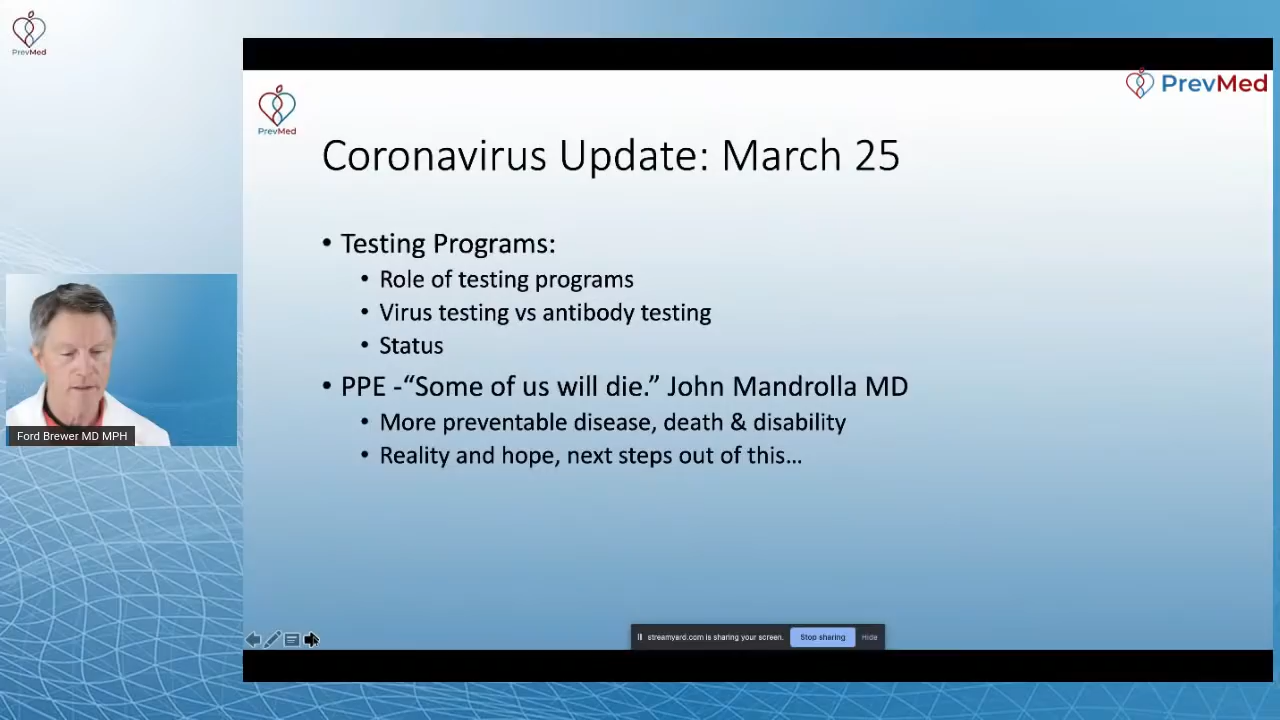 PrevMed
PrevMed
PrevMed
Coronavirus Update: March 25
• Testing Programs:
• Role of testing programs
• Virus testing vs antibody testing
• Status
• PPE -“Some of us will die.” John Mandrolla MD
• More preventable disease, death & disability
• Reality and hope, next steps out of this...
Ford Brewer MD MPH
streamyard.com is sharing your screen. Stop sharing Hide